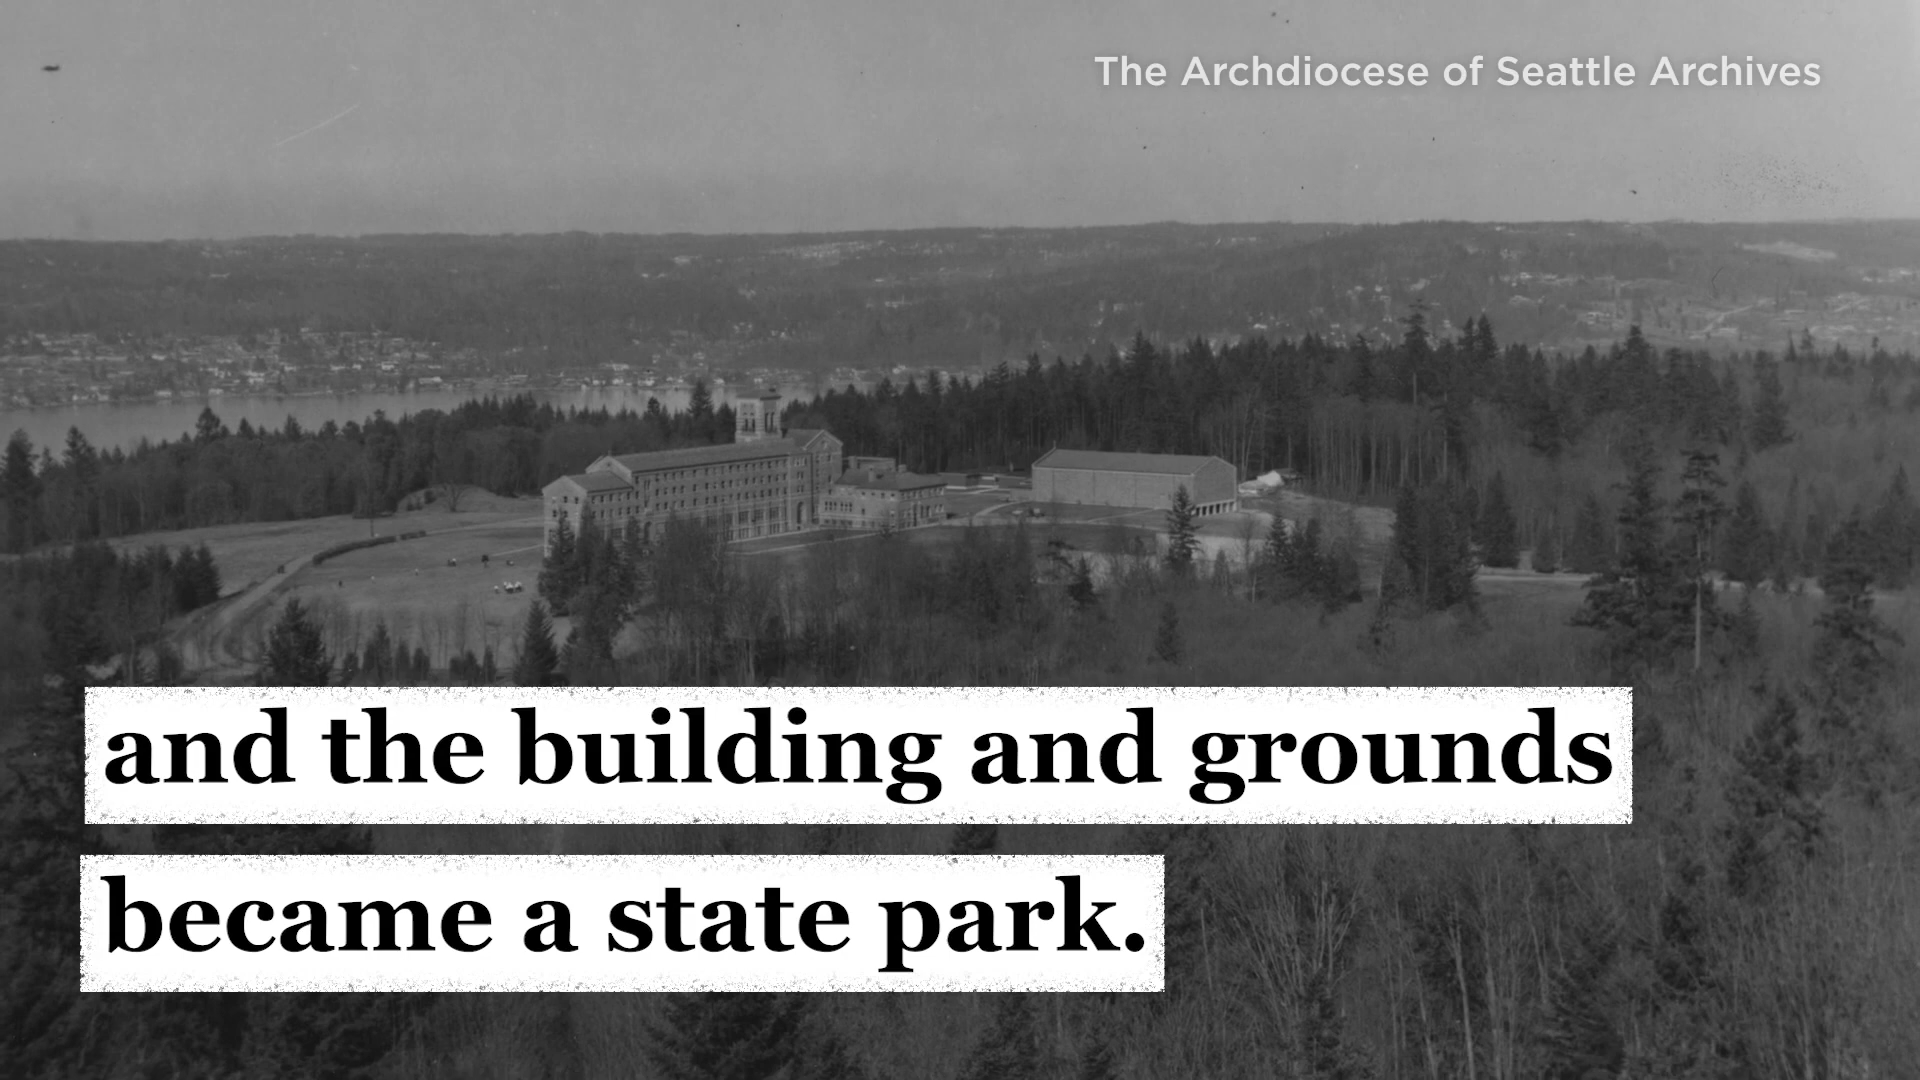 The Archdiocese of Seattle Archives
and the building and grounds
became a state park.